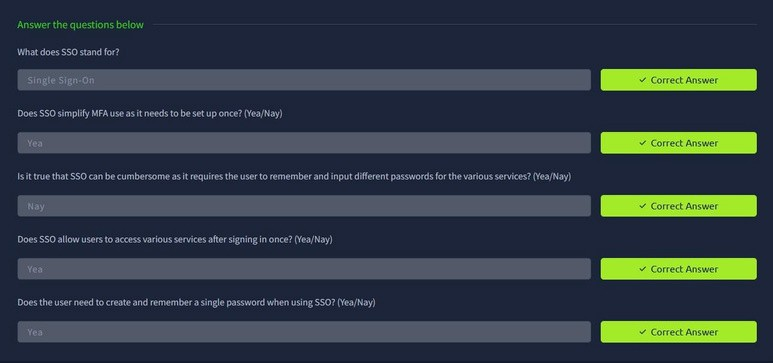 Answer the questions below
What does SSO stand for?
Single Sign-On
✓ Correct Answer
Does SSO simplify MFA use as it needs to be set up once? (Yea/Nay)
Yea
✓ Correct Answer
Is it true that SSO can be cumbersome as it requires the user to remember and input different passwords for the various services? (Yea/Nay)
Nay
✓ Correct Answer
Does SSO allow users to access various services after signing in once? (Yea/Nay)
Yea
✓ Correct Answer
Does the user need to create and remember a single password when using SSO? (Yea/Nay)
Yea
✓ Correct Answer